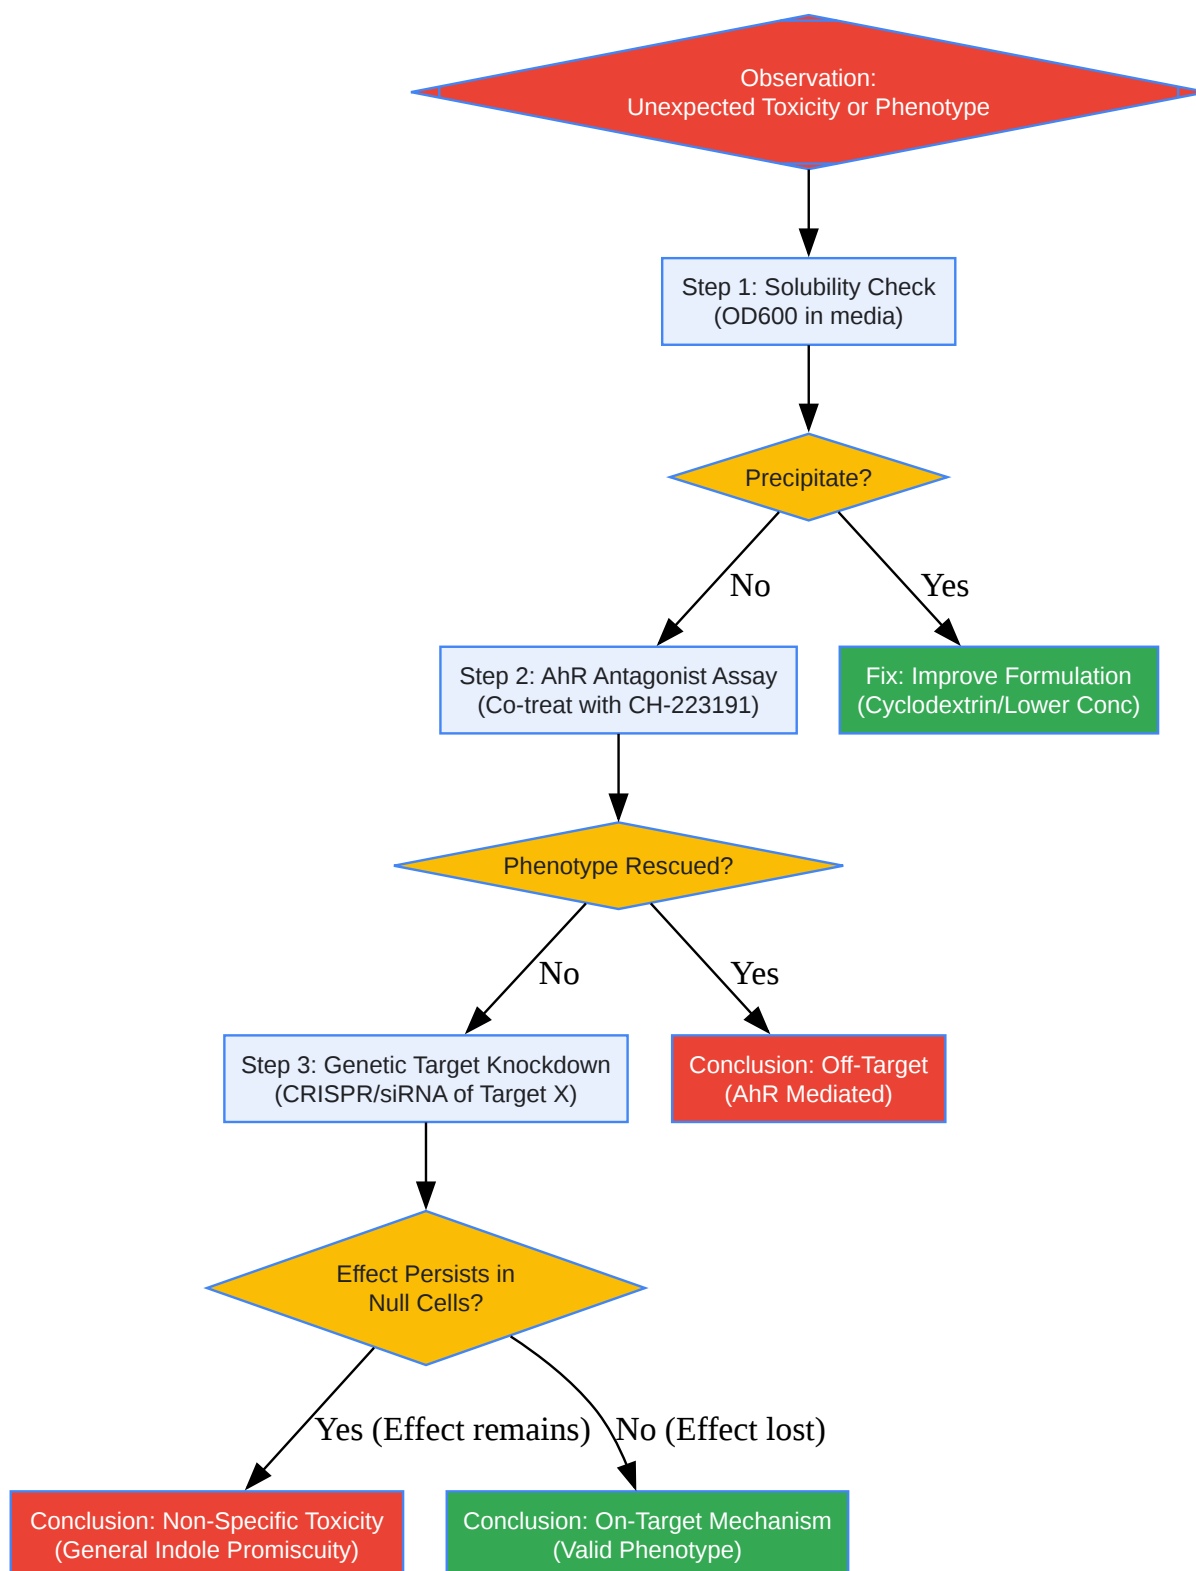 Observation:
Unexpected Toxicity or Phenotype
Step 1: Solubility Check
(OD600 in media)
Precipitate?
No
Yes
Step 2: AhR Antagonist Assay
(Co-treat with CH-223191)
Fix: Improve Formulation
(Cyclodextrin/Lower Conc)
Phenotype Rescued?
No
Yes
Step 3: Genetic Target Knockdown
(CRISPR/siRNA of Target X)
Conclusion: Off-Target
(AhR Mediated)
Effect Persists in
Null Cells?
Yes (Effect remains)
No (Effect lost)
Conclusion: Non-Specific Toxicity
(General Indole Promiscuity)
Conclusion: On-Target Mechanism
(Valid Phenotype)